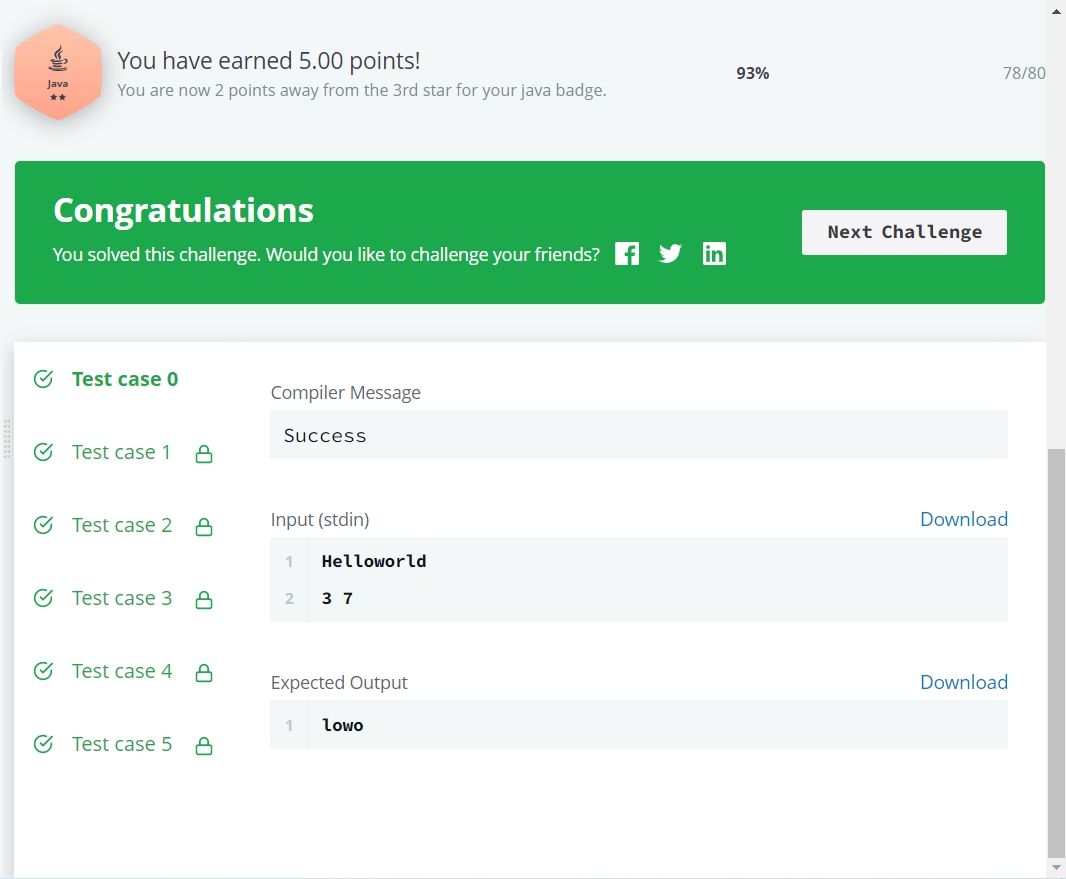 Java
You have earned 5.00 points!
You are now 2 points away from the 3rd star for your java badge.
93%
78/80
Congratulations
You solved this challenge. Would you like to challenge your friends?
Next Challenge
Test case 0
Test case 1
Test case 2
Test case 3
Test case 4
Test case 5
Compiler Message
Success
Input (stdin)
Download
1 Helloworld
2 3 7
Expected Output
Download
1 lowo